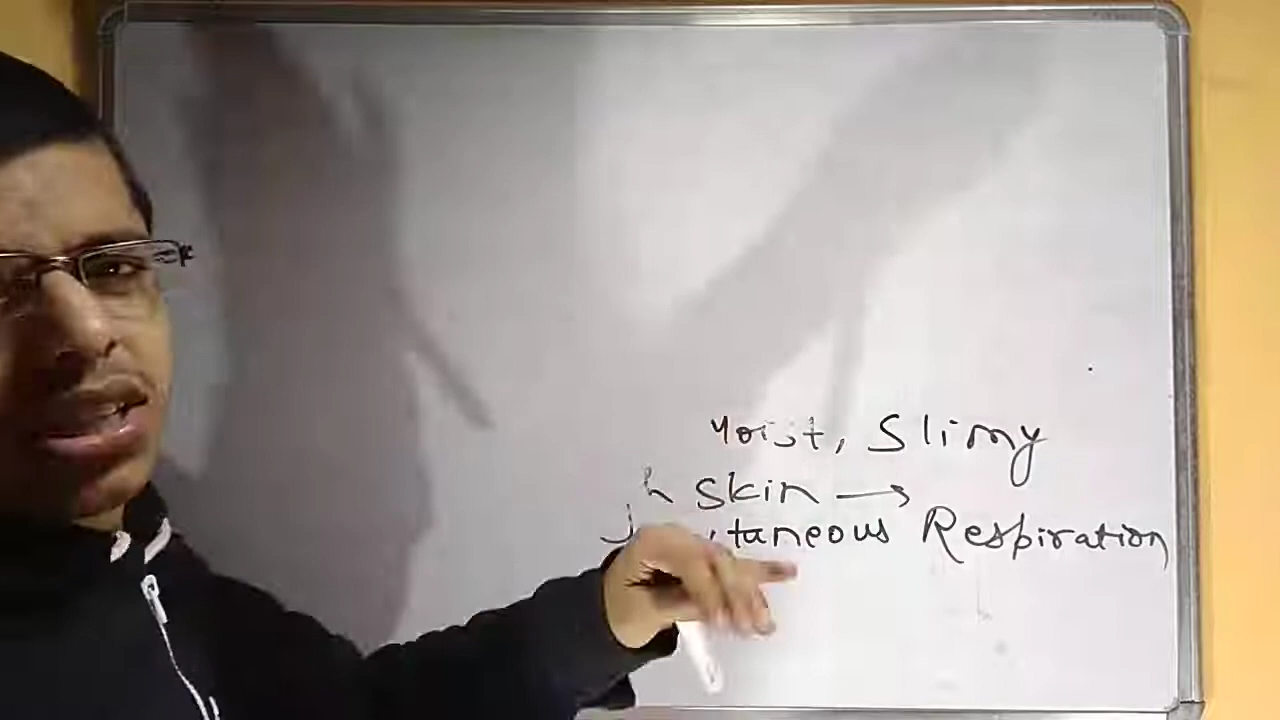 Moist, Slimy
h skin →
taneous Respiration